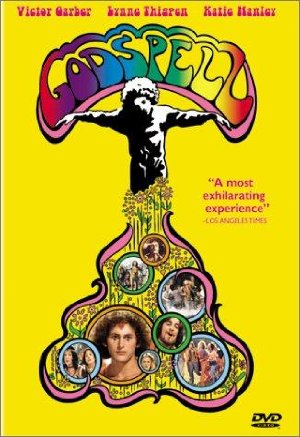 Victor Garber Lynne Thigpen Katie Hanley
GODSPELL
"A most
exhilarating
experience"
-LOS ANGELES TIMES
DVD
VIDEO